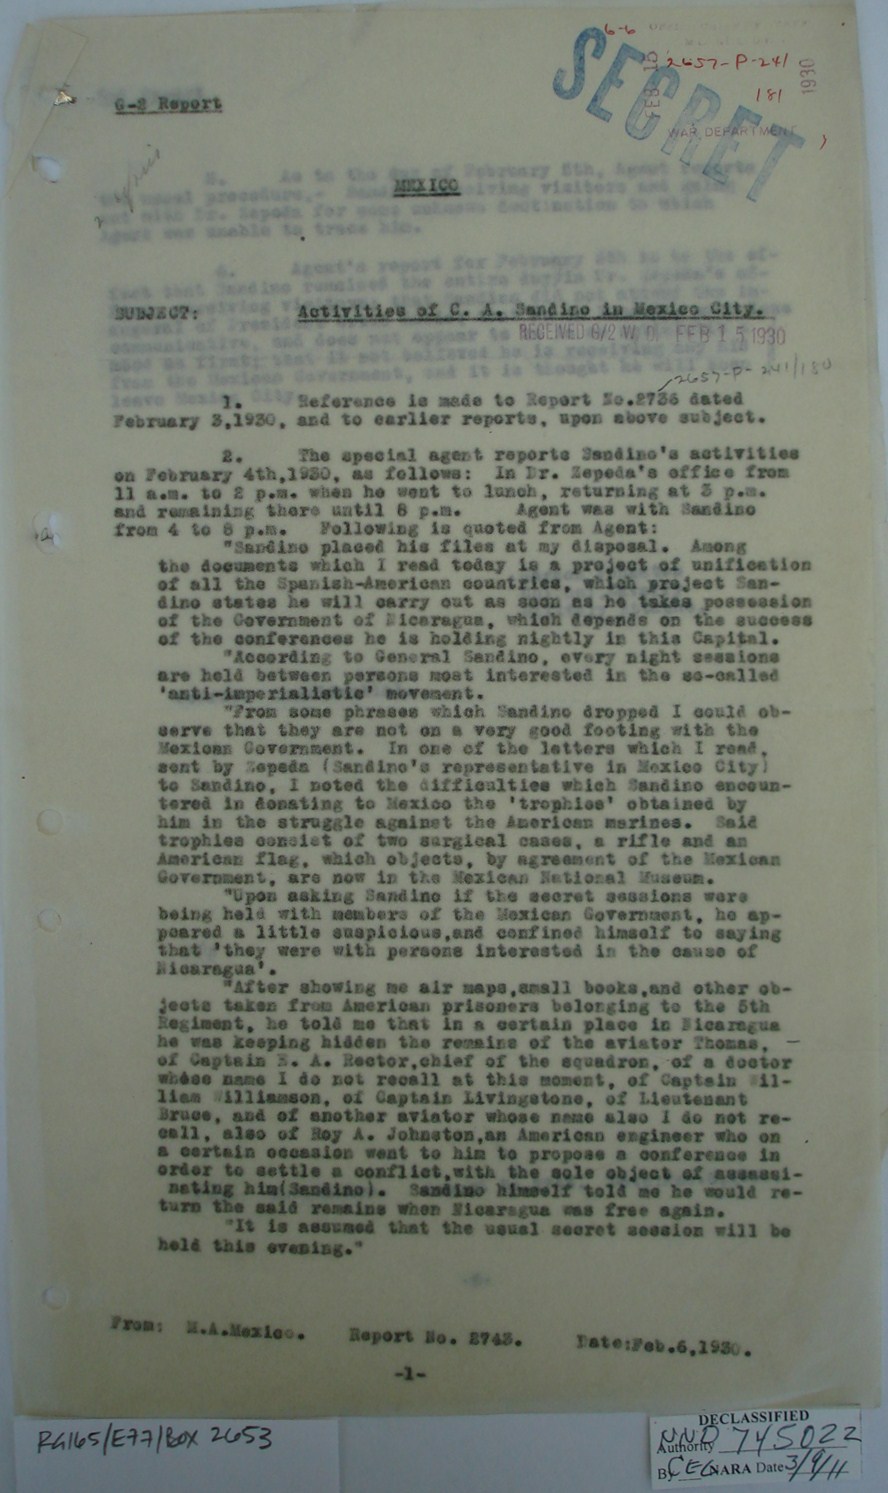 6-6
2657-P-241
181
SECRET
FEB 15 1930
WAR DEPARTMENT
G-2 Report
MEXICO
SUBJECT: Activities of C. A. Sandino in Mexico City.
RECEIVED G/2 W.D. FEB 15 1930
2657-P-241/180
1. Reference is made to Report No.2736 dated
February 3,1930, and to earlier reports, upon above subject.
2. The special agent reports Sandino's activities
on February 4th,1930, as follows: In Dr. Zepeda's office from
11 a.m. to 2 p.m. when he went to lunch, returning at 3 p.m.
and remaining there until 8 p.m. Agent was with Sandino
from 4 to 8 p.m. Following is quoted from Agent:
"Sandino placed his files at my disposal. Among
the documents which I read today is a project of unification
of all the Spanish-American countries, which project San-
dino states he will carry out as soon as he takes possession
of the Government of Nicaragua, which depends on the success
of the conferences he is holding nightly in this Capital.
"According to General Sandino, every night sessions
are held between persons most interested in the so-called
'anti-imperialistic' movement.
"From some phrases which Sandino dropped I could ob-
serve that they are not on a very good footing with the
Mexican Government. In one of the letters which I read,
sent by Zepeda (Sandino's representative in Mexico City)
to Sandino, I noted the difficulties which Sandino encoun-
tered in donating to Mexico the 'trophies' obtained by
him in the struggle against the American marines. Said
trophies consist of two surgical cases, a rifle and an
American flag, which objects, by agreement of the Mexican
Government, are now in the Mexican National Museum.
"Upon asking Sandino if the secret sessions were
being held with members of the Mexican Government, he ap-
peared a little suspicious,and confined himself to saying
that 'they were with persons interested in the cause of
Nicaragua'.
"After showing me air maps,small books,and other ob-
jects taken from American prisoners belonging to the 5th
Regiment, he told me that in a certain place in Nicaragua
he was keeping hidden the remains of the aviator Thomas,
of Captain A. Rector,chief of the squadron, of a doctor
whose name I do not recall at this moment, of Captain Wil-
liam Williamson, of Captain Livingstone, of Lieutenant
Bruce, and of another aviator whose name also I do not re-
call, also of Roy A. Johnston,an American engineer who on
a certain occasion went to him to propose a conference in
order to settle a conflict,with the sole object of assassi-
nating him(Sandino). Sandino himself told me he would re-
turn the said remains when Nicaragua was free again.
"It is assumed that the usual secret session will be
held this evening."
From: M.A.Mexico. Report No. 2743. Date:Feb.6,1930.
-1-
RG165/E77/BOX 2653
DECLASSIFIED
Authority NND 745022
By CEG NARA Date 3/9/11